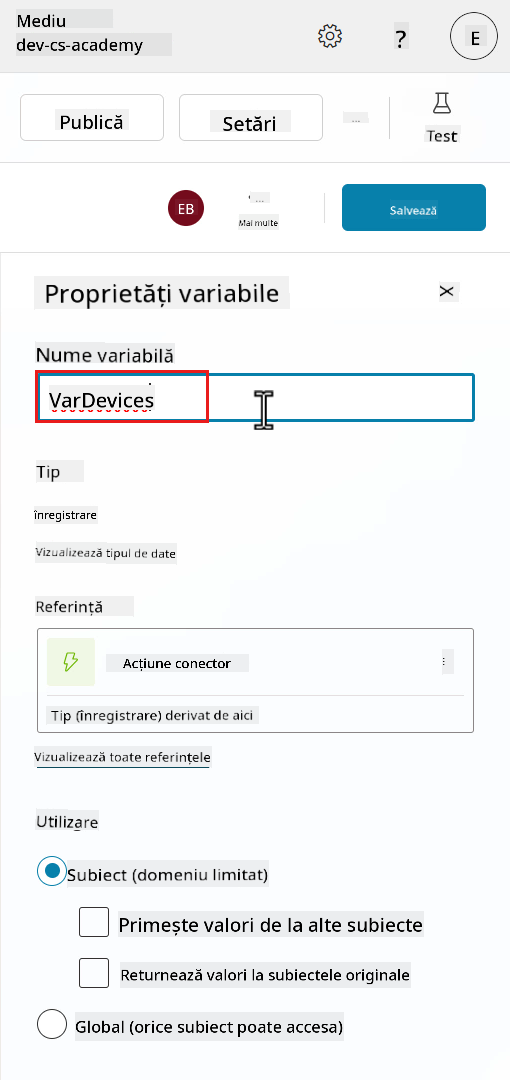 Mediu
dev-cs-academy
?
E
Publică
Setări
...
Test
EB
...
Mai multe
Salvează
Proprietăți variabile
Nume variabilă
VarDevices
Tip
înregistrare
Vizualizează tipul de date
Referință
Acțiune conector
Tip (înregistrare) derivat de aici
Vizualizează toate referințele
Utilizare
Subiect (domeniu limitat)
Primește valori de la alte subiecte
Returnează valori la subiectele originale
Global (orice subiect poate accesa)